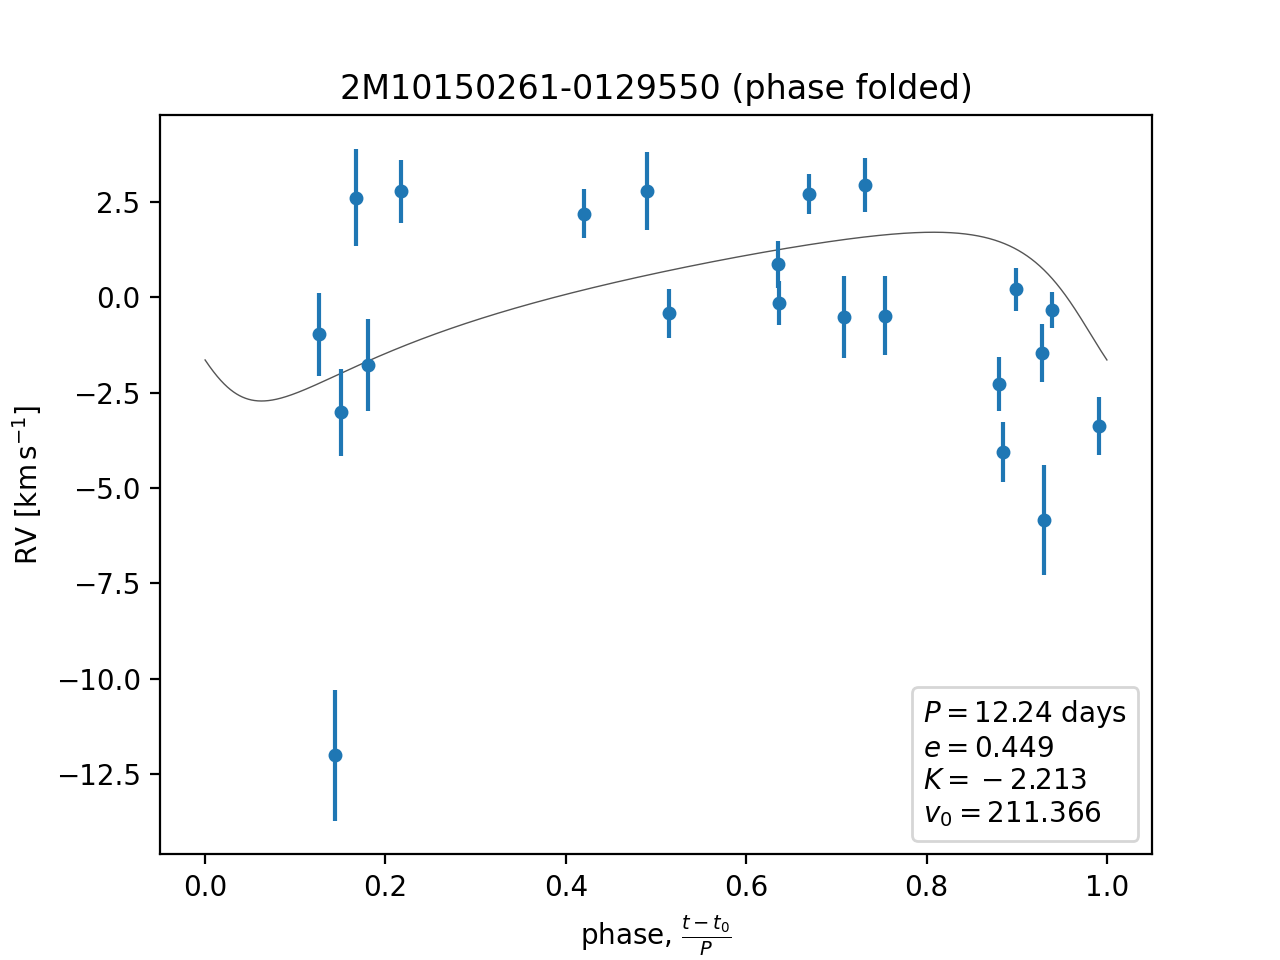 2M10150261-0129550 (phase folded)
RV [km s⁻¹]
2.5
0.0
−2.5
−5.0
−7.5
−10.0
−12.5
P = 12.24 days
e = 0.449
K = −2.213
v₀ = 211.366
0.0 0.2 0.4 0.6 0.8 1.0
phase, (t − t₀)/P